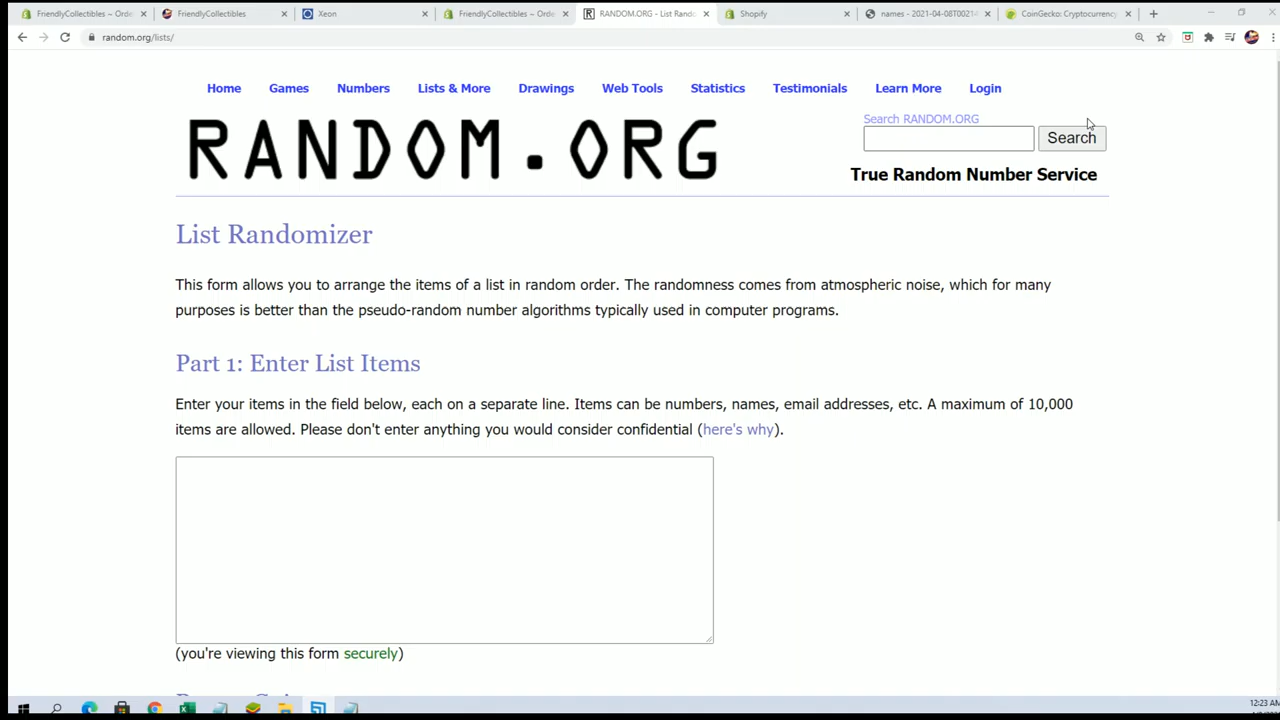 FriendlyCollectibles ~ Orde
FriendlyCollectibles
Xeon
FriendlyCollectibles ~ Orde
RANDOM.ORG - List Rando
Shopify
names - 2021-04-08T0021
CoinGecko: Cryptocurrency
random.org/lists/
Home Games Numbers Lists & More Drawings Web Tools Statistics Testimonials Learn More Login
RANDOM.ORG
Search RANDOM.ORG
Search
True Random Number Service
List Randomizer
This form allows you to arrange the items of a list in random order. The randomness comes from atmospheric noise, which for many
purposes is better than the pseudo-random number algorithms typically used in computer programs.
Part 1: Enter List Items
Enter your items in the field below, each on a separate line. Items can be numbers, names, email addresses, etc. A maximum of 10,000
items are allowed. Please don't enter anything you would consider confidential (here's why).
(you're viewing this form securely)
12:23 AM